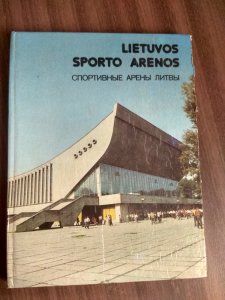 LIETUVOS
SPORTO ARENOS
СПОРТИВНЫЕ АРЕНЫ ЛИТВЫ